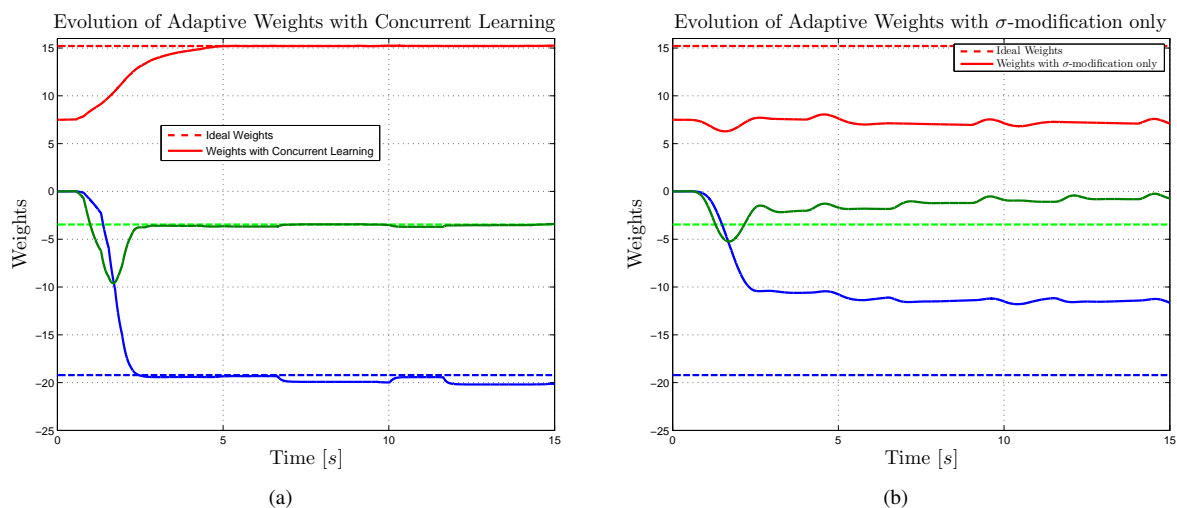 Evolution of Adaptive Weights with Concurrent Learning
15
10
5
0
−5
−10
−15
−20
−25
Weights
Ideal Weights
Weights with Concurrent Learning
0 5 10 15
Time [s]
(a)
Evolution of Adaptive Weights with σ-modification only
15
10
5
0
−5
−10
−15
−20
−25
Weights
Ideal Weights
Weights with σ-modification only
0 5 10 15
Time [s]
(b)